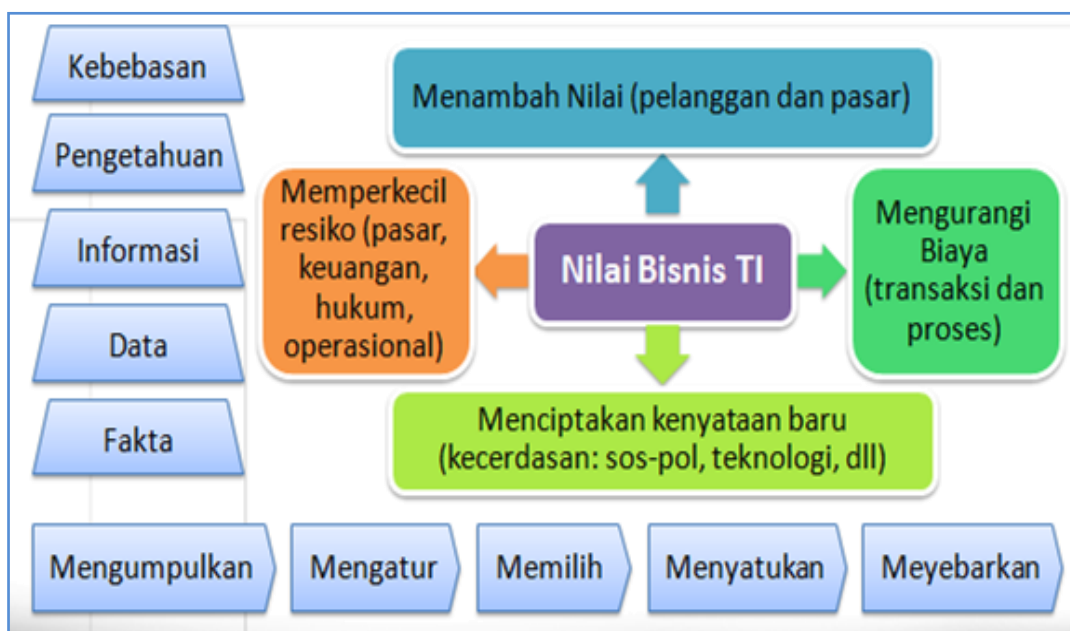 Kebebasan
Pengetahuan
Informasi
Data
Fakta
Menambah Nilai (pelanggan dan pasar)
Memperkecil
resiko (pasar,
keuangan,
hukum,
operasional)
Nilai Bisnis TI
Mengurangi
Biaya
(transaksi dan
proses)
Menciptakan kenyataan baru
(kecerdasan: sos-pol, teknologi, dll)
Mengumpulkan
Mengatur
Memilih
Menyatukan
Meyebarkan